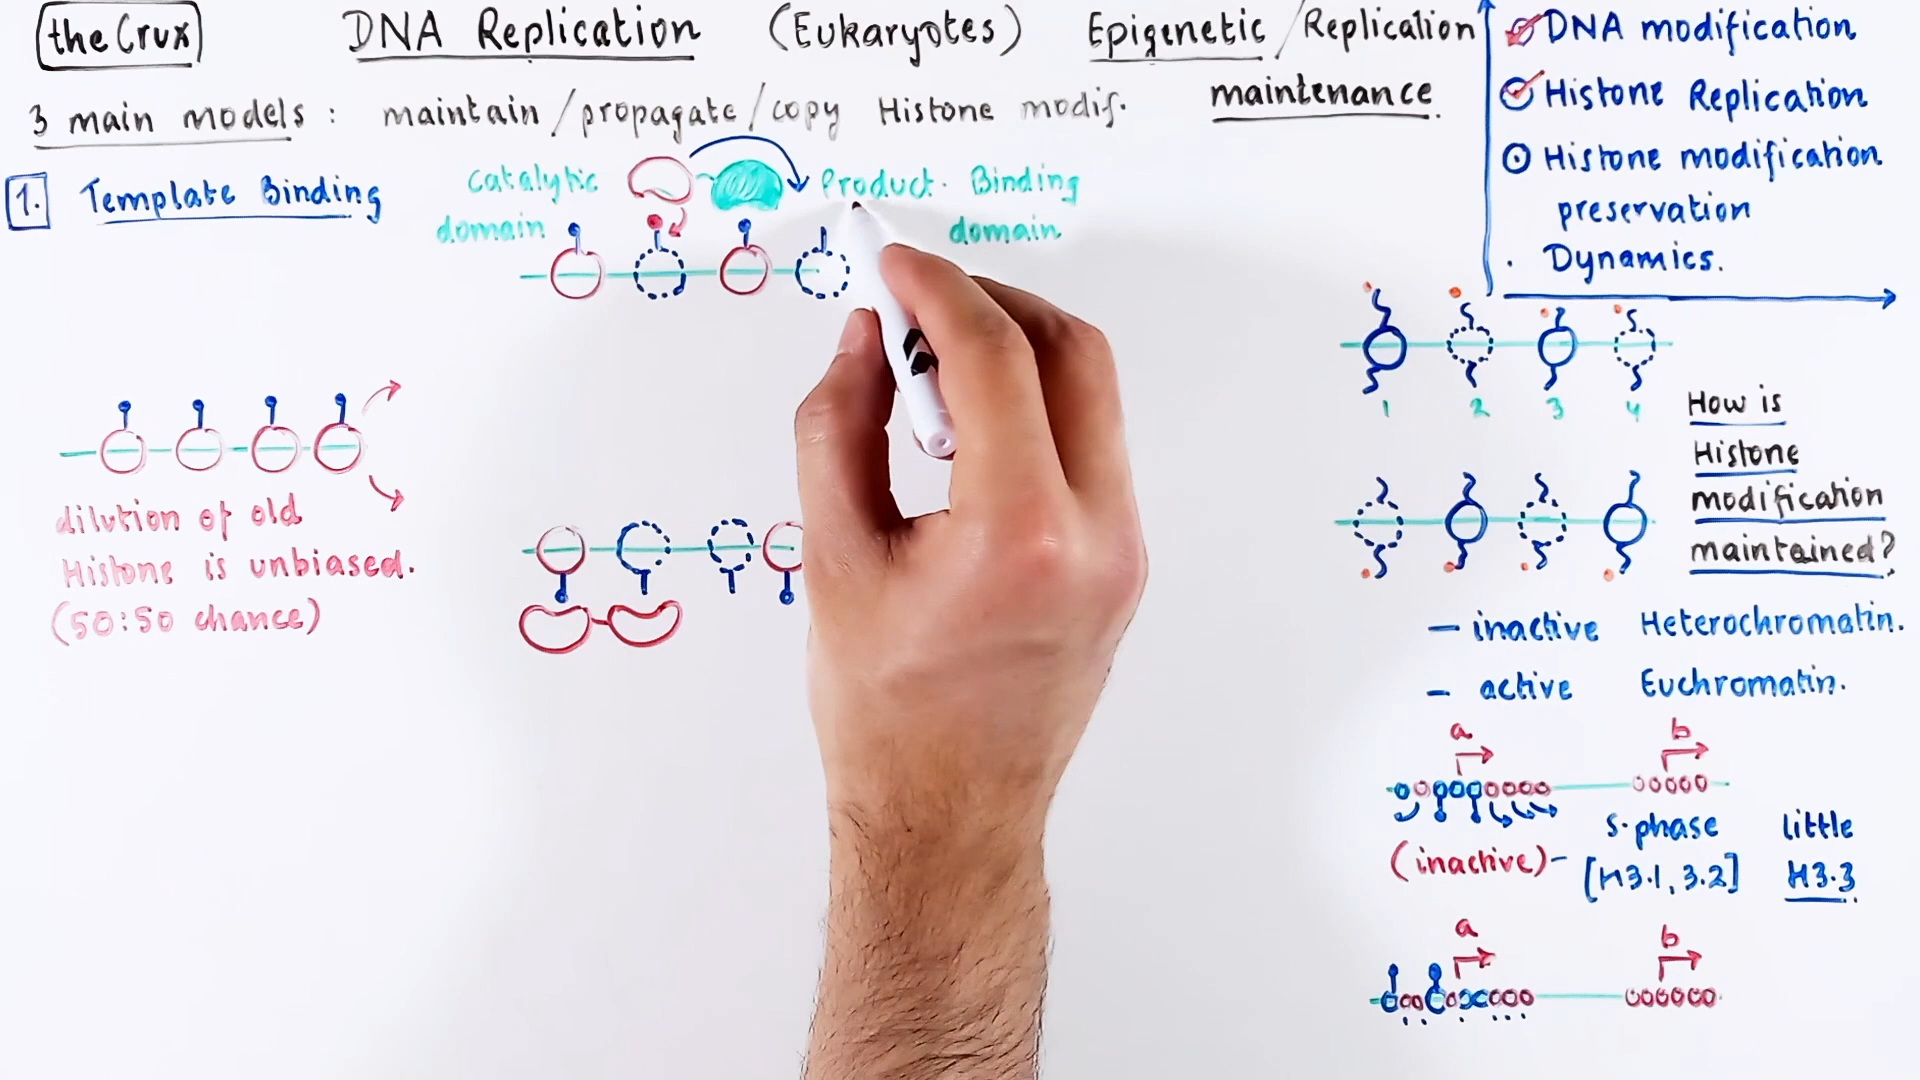 the Crux
DNA Replication (Eukaryotes) Epigenetic/Replication
maintenance.
3 main models: maintain/propagate/copy Histone modif.
1. Template Binding
Catalytic domain
Product Binding domain
dilution of old
Histone is unbiased.
(50:50 chance)
DNA modification
Histone Replication
Histone modification
preservation
Dynamics.
1 2 3 4
How is
Histone
modification
maintained?
- inactive Heterochromatin.
- active Euchromatin.
a b
(inactive)-
S-phase
[H3.1, 3.2]
little
H3.3
a b